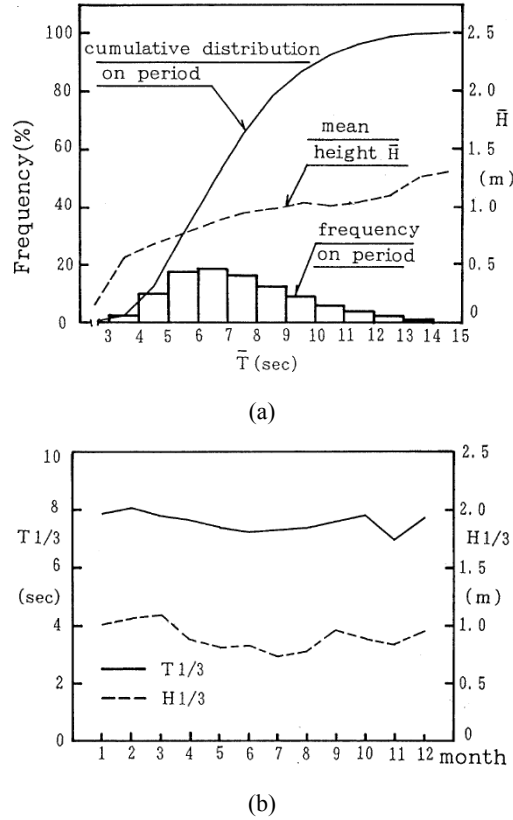 (a)
100
80
60
40
20
0
Frequency(%)
cumulative distribution
on period
mean
height H̄
frequency
on period
2.5
2.0
1.5
1.0
0.5
0
H̄
(m)
3 4 5 6 7 8 9 10 11 12 13 14 15
T̄(sec)
(a)
(b)
10
8
6
4
2
0
T1/3
(sec)
2.5
2.0
1.5
1.0
0.5
0
H1/3
(m)
T1/3
H1/3
1 2 3 4 5 6 7 8 9 10 11 12 month
(b)